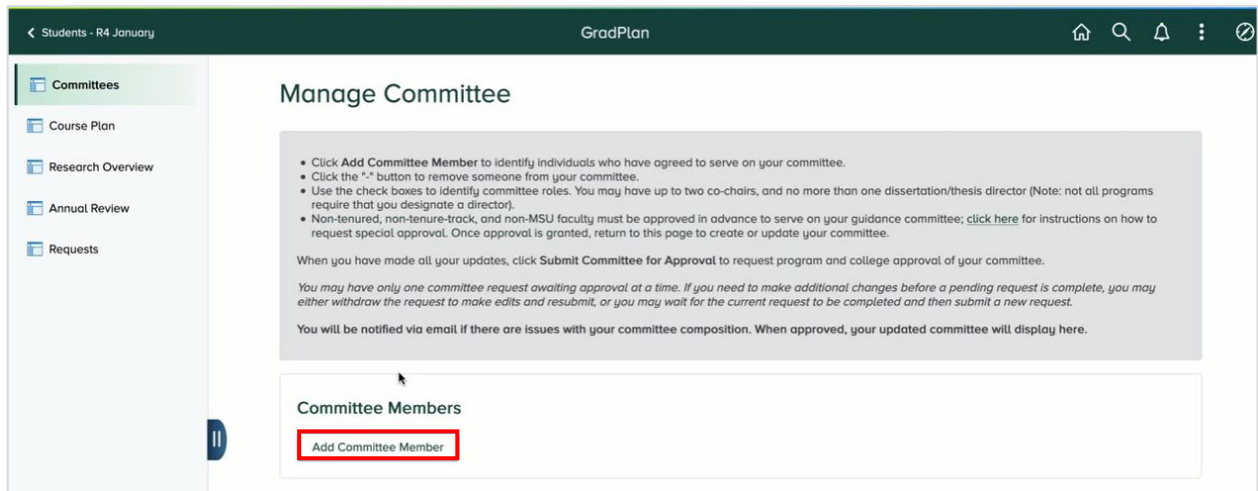 Students - R4 January
GradPlan
Committees
Course Plan
Research Overview
Annual Review
Requests
Manage Committee
• Click Add Committee Member to identify individuals who have agreed to serve on your committee.
• Click the "-" button to remove someone from your committee.
• Use the check boxes to identify committee roles. You may have up to two co-chairs, and no more than one dissertation/thesis director (Note: not all programs
require that you designate a director).
• Non-tenured, non-tenure-track, and non-MSU faculty must be approved in advance to serve on your guidance committee; click here for instructions on how to
request special approval. Once approval is granted, return to this page to create or update your committee.
When you have made all your updates, click Submit Committee for Approval to request program and college approval of your committee.
You may have only one committee request awaiting approval at a time. If you need to make additional changes before a pending request is complete, you may
either withdraw the request to make edits and resubmit, or you may wait for the current request to be completed and then submit a new request.
You will be notified via email if there are issues with your committee composition. When approved, your updated committee will display here.
Committee Members
Add Committee Member